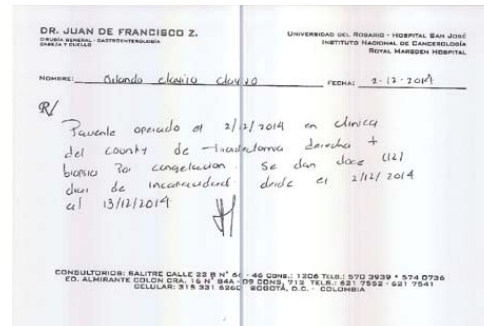 DR. JUAN DE FRANCISCO Z.
CIRUGÍA GENERAL - GASTROENTEROLOGÍA
CABEZA Y CUELLO
UNIVERSIDAD DEL ROSARIO - HOSPITAL SAN JOSÉ
INSTITUTO NACIONAL DE CANCEROLOGÍA
ROYAL MARSDEN HOSPITAL
NOMBRE: Orlando clavijo clavijo
FECHA: 2-12-2014
R/
Paciente operado el 2/12/2014 en clinica
del country de tiroidectomia derecha +
biopsia por congelacion. Se dan doce (12)
dias de incapacidad desde el 2/12/2014
al 13/12/2014
CONSULTORIOS: SALITRE CALLE 22 B N° 66 - 46 CONS.: 1206 TELS.: 570 3939 * 574 0736
ED. ALMIRANTE COLON CRA. 16 N° 84A - 09 CONS. 712 TELS.: 621 7552 - 621 7541
CELULAR: 315 331 6260 BOGOTÁ, D.C. - COLOMBIA